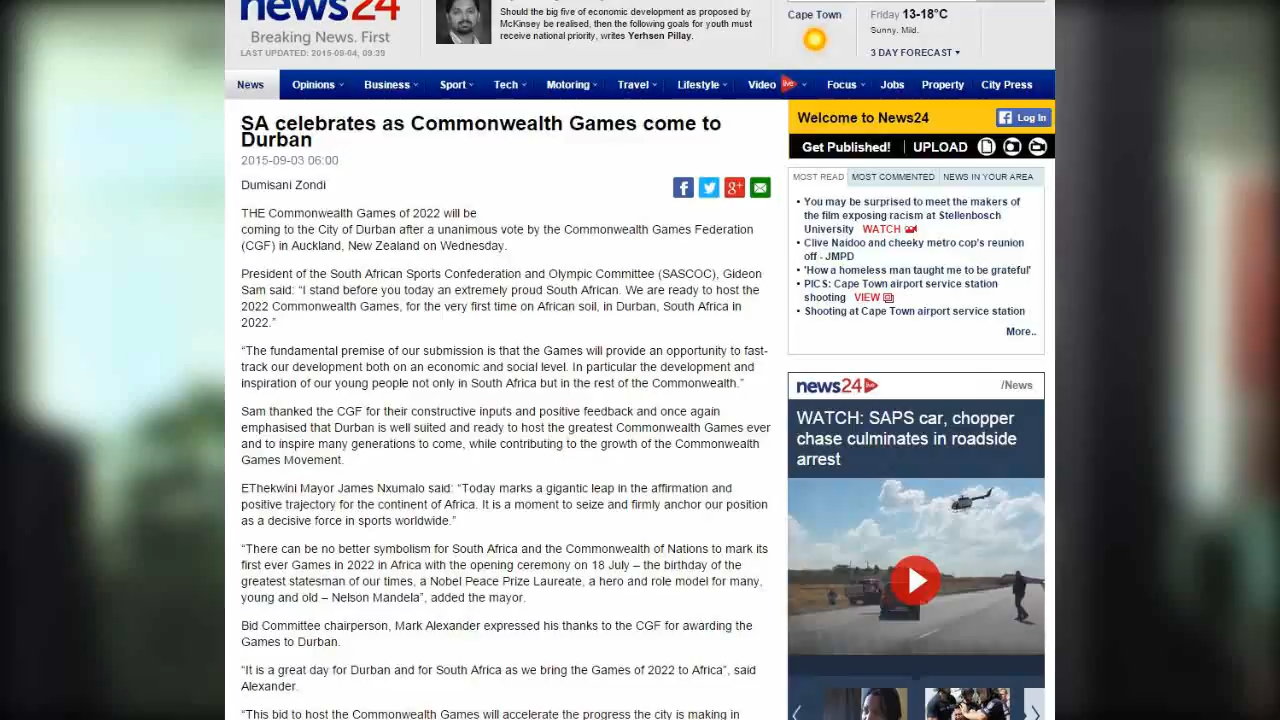 news24
Breaking News. First
LAST UPDATED: 2015-09-04, 09:39
Should the big five of economic development as proposed by
McKinsey be realised, then the following goals for youth must
receive national priority, writes Yerhsen Pillay.
Cape Town
Friday 13-18°C
Sunny. Mild.
3 DAY FORECAST
News Opinions Business Sport Tech Motoring Travel Lifestyle Video live Focus Jobs Property City Press
SA celebrates as Commonwealth Games come to
Durban
2015-09-03 06:00
Dumisani Zondi
THE Commonwealth Games of 2022 will be
coming to the City of Durban after a unanimous vote by the Commonwealth Games Federation
(CGF) in Auckland, New Zealand on Wednesday.
President of the South African Sports Confederation and Olympic Committee (SASCOC), Gideon
Sam said: “I stand before you today an extremely proud South African. We are ready to host the
2022 Commonwealth Games, for the very first time on African soil, in Durban, South Africa in
2022.”
“The fundamental premise of our submission is that the Games will provide an opportunity to fast-
track our development both on an economic and social level. In particular the development and
inspiration of our young people not only in South Africa but in the rest of the Commonwealth.”
Sam thanked the CGF for their constructive inputs and positive feedback and once again
emphasised that Durban is well suited and ready to host the greatest Commonwealth Games ever
and to inspire many generations to come, while contributing to the growth of the Commonwealth
Games Movement.
EThekwini Mayor James Nxumalo said: “Today marks a gigantic leap in the affirmation and
positive trajectory for the continent of Africa. It is a moment to seize and firmly anchor our position
as a decisive force in sports worldwide.”
“There can be no better symbolism for South Africa and the Commonwealth of Nations to mark its
first ever Games in 2022 in Africa with the opening ceremony on 18 July – the birthday of the
greatest statesman of our times, a Nobel Peace Prize Laureate, a hero and role model for many,
young and old – Nelson Mandela”, added the mayor.
Bid Committee chairperson, Mark Alexander expressed his thanks to the CGF for awarding the
Games to Durban.
“It is a great day for Durban and for South Africa as we bring the Games of 2022 to Africa”, said
Alexander.
“This bid to host the Commonwealth Games will accelerate the progress the city is making in
Welcome to News24
Log In
Get Published! UPLOAD
MOST READ MOST COMMENTED NEWS IN YOUR AREA
You may be surprised to meet the makers of
the film exposing racism at Stellenbosch
University WATCH
Clive Naidoo and cheeky metro cop's reunion
off - JMPD
'How a homeless man taught me to be grateful'
PICS: Cape Town airport service station
shooting VIEW
Shooting at Cape Town airport service station
More..
news24 /News
WATCH: SAPS car, chopper
chase culminates in roadside
arrest